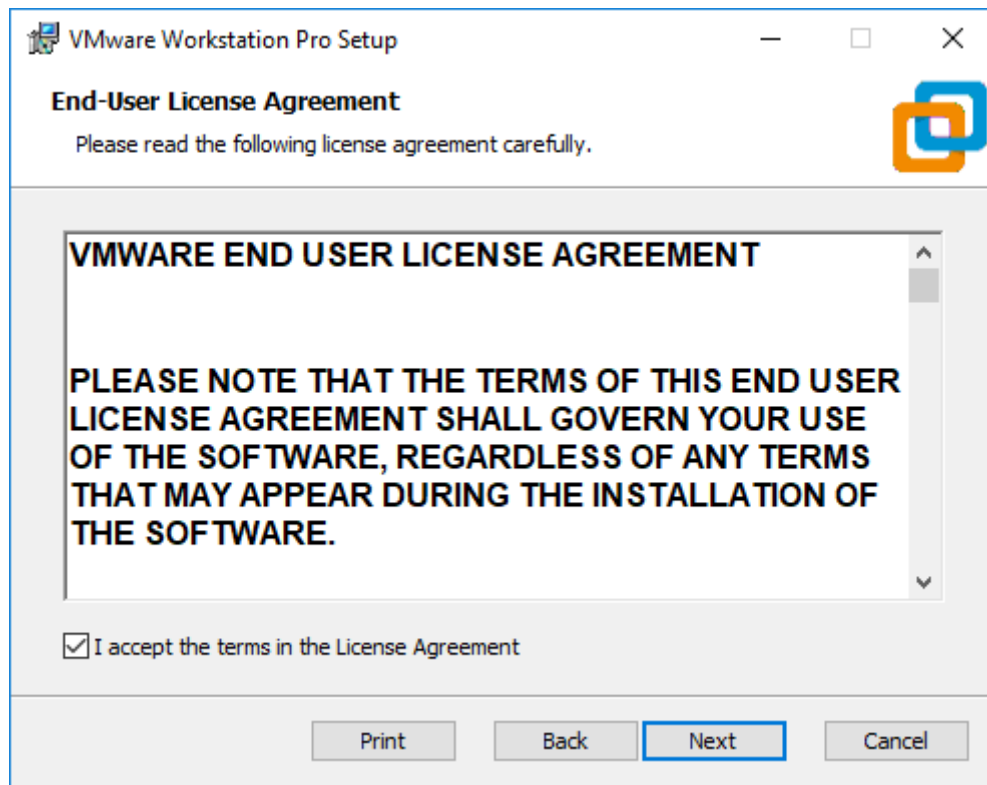 VMware Workstation Pro Setup
End-User License Agreement
Please read the following license agreement carefully.
VMWARE END USER LICENSE AGREEMENT
PLEASE NOTE THAT THE TERMS OF THIS END USER
LICENSE AGREEMENT SHALL GOVERN YOUR USE
OF THE SOFTWARE, REGARDLESS OF ANY TERMS
THAT MAY APPEAR DURING THE INSTALLATION OF
THE SOFTWARE.
I accept the terms in the License Agreement
Print Back Next Cancel